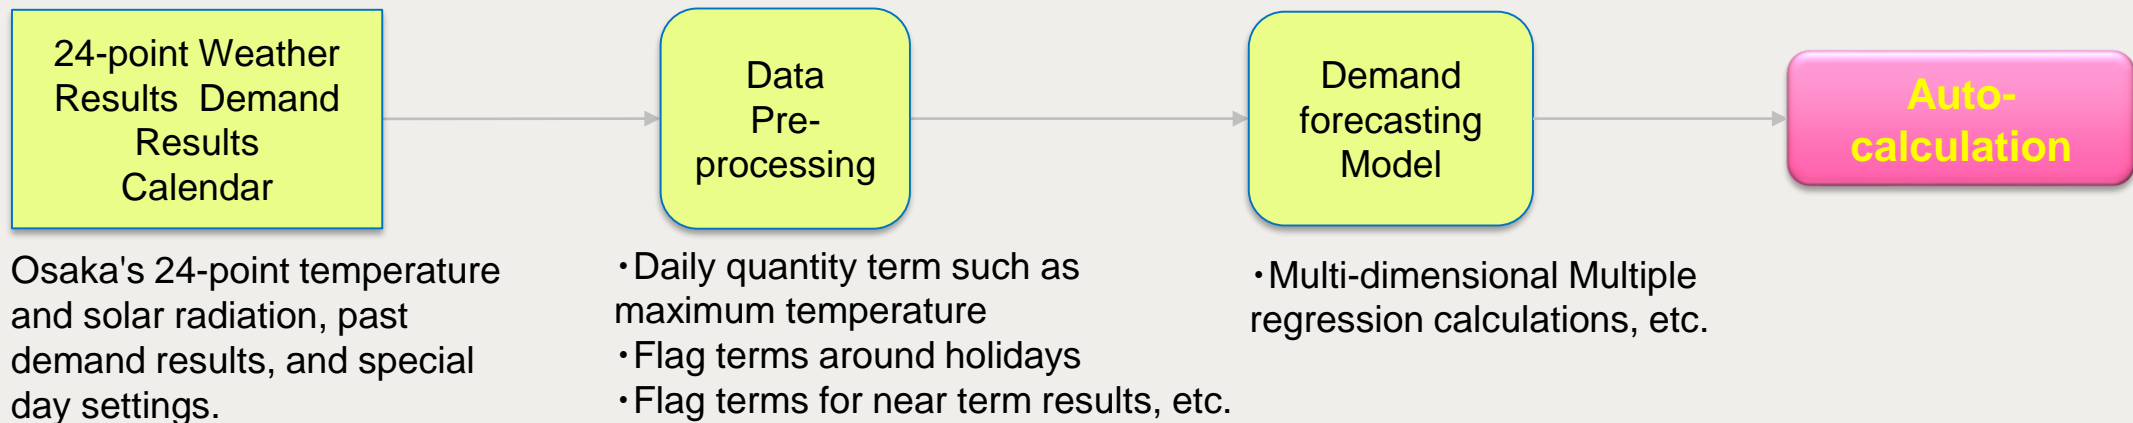 24-point Weather
Results  Demand
Results
Calendar
Data
Pre-
processing
Demand
forecasting
Model
Auto-
calculation
Osaka's 24-point temperature
and solar radiation, past
demand results, and special
day settings.
・Daily quantity term such as
maximum temperature
・Flag terms around holidays
・Flag terms for near term results, etc.
・Multi-dimensional Multiple
regression calculations, etc.